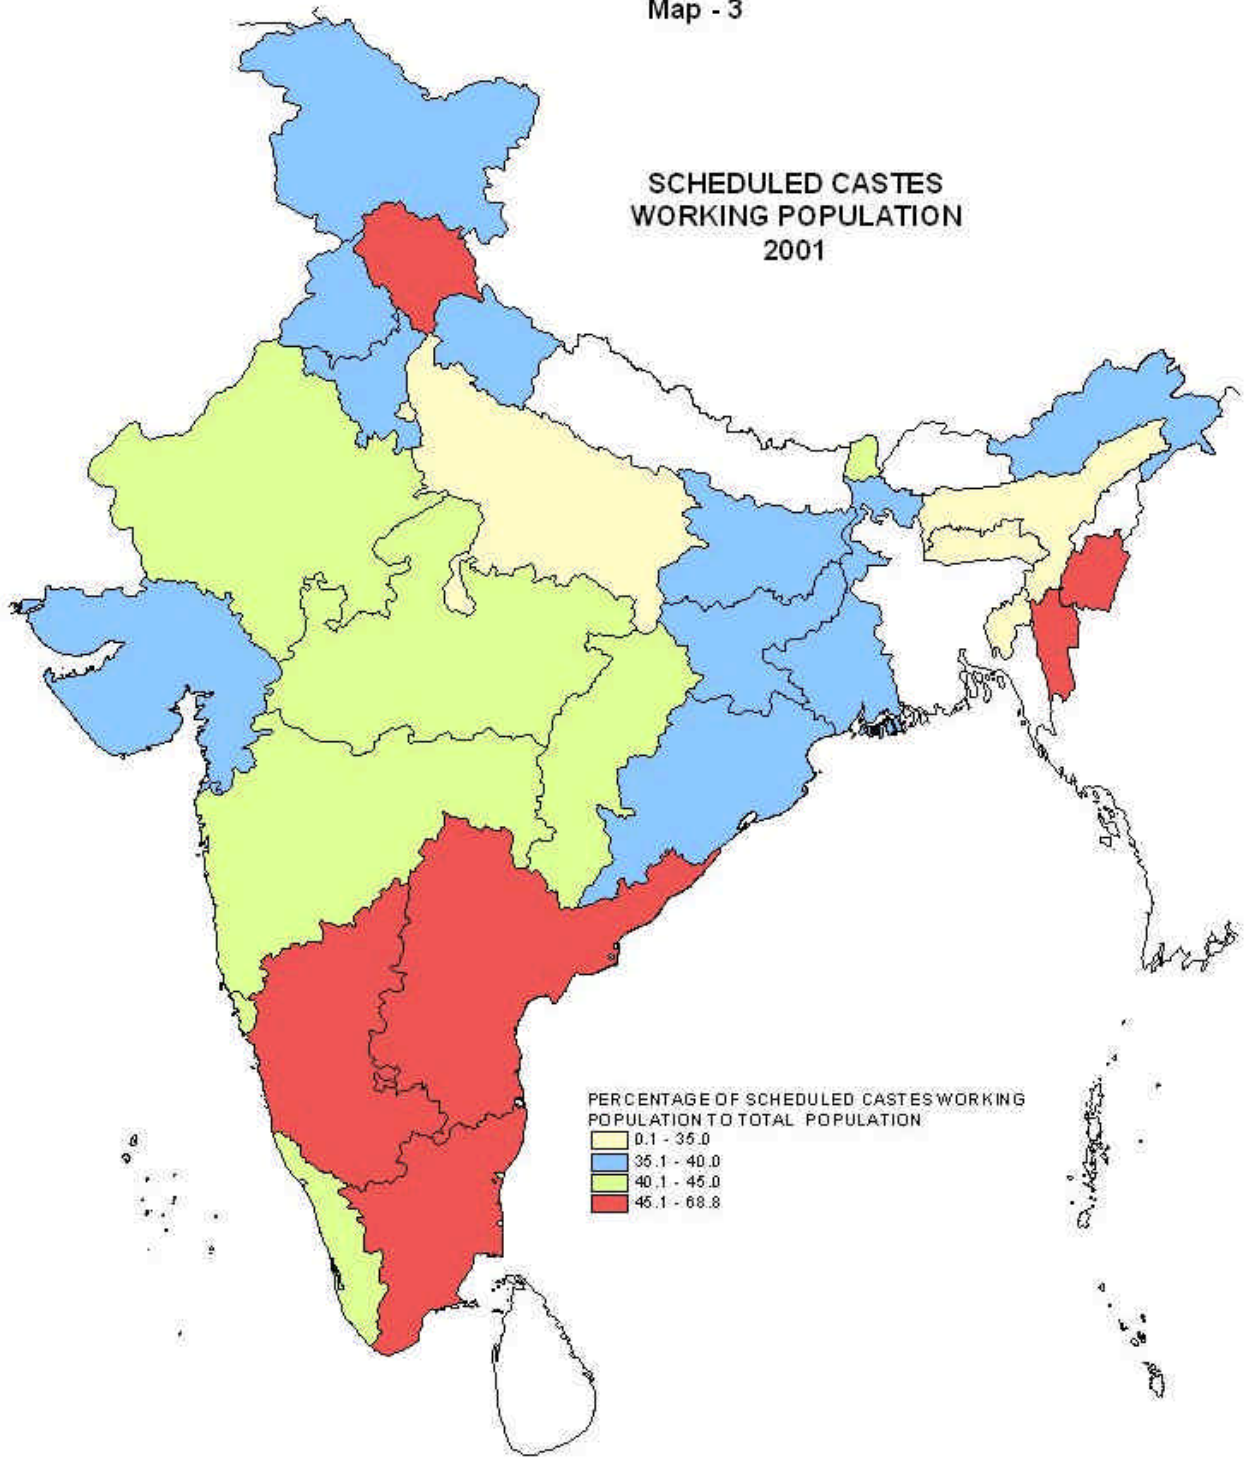 Map - 3
SCHEDULED CASTES
WORKING POPULATION
2001
PERCENTAGE OF SCHEDULED CASTES WORKING
POPULATION TO TOTAL POPULATION
0.1 - 35.0
35.1 - 40.0
40.1 - 45.0
45.1 - 68.8